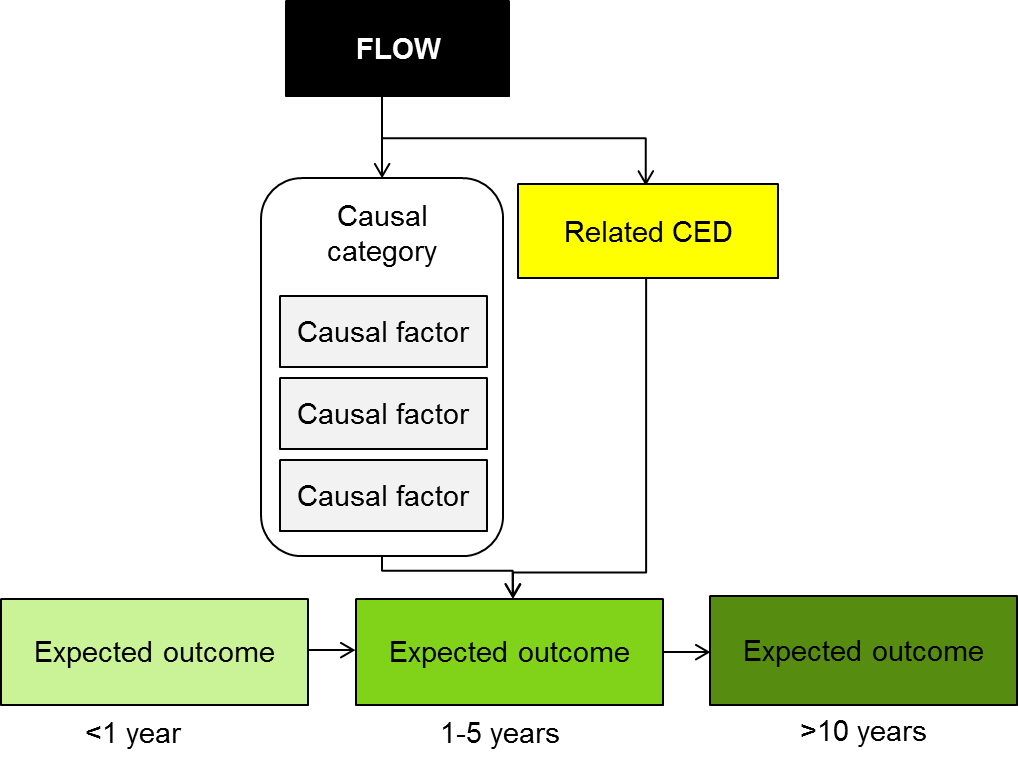 FLOW
Causal
category
Related CED
Causal factor
Causal factor
Causal factor
Expected outcome
Expected outcome
Expected outcome
<1 year
1-5 years
>10 years